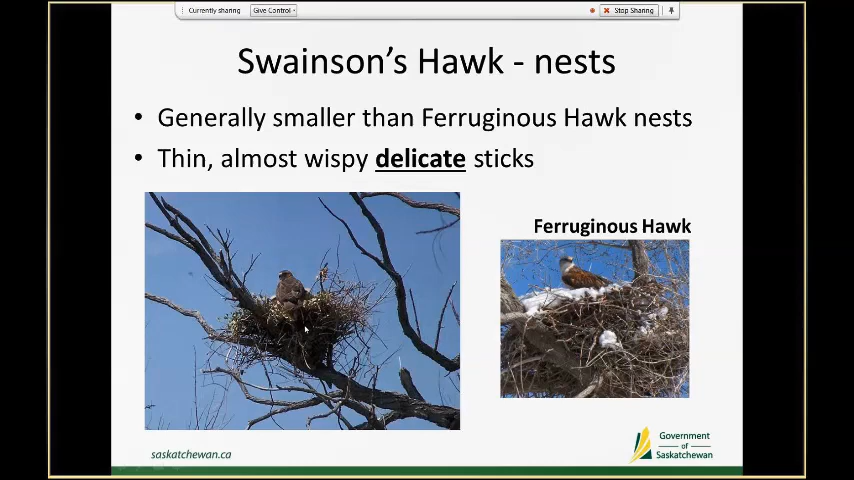 Currently sharing
Give Control
Stop Sharing
Swainson's Hawk - nests
• Generally smaller than Ferruginous Hawk nests
• Thin, almost wispy delicate sticks
Ferruginous Hawk
saskatchewan.ca
Government
of
Saskatchewan